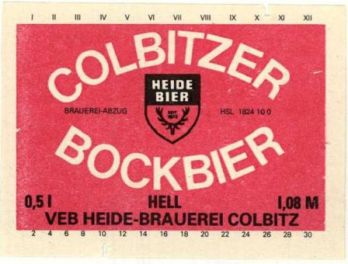 I II III IV V VI VII VIII IX X XI XII
COLBITZER
HEIDE
BIER
BRAUEREI-ABZUG
HSL 1824 10 0
BOCKBIER
0,5 l HELL 1,08 M
VEB HEIDE-BRAUEREI COLBITZ
2 4 6 8 10 12 14 16 18 20 22 24 26 28 30